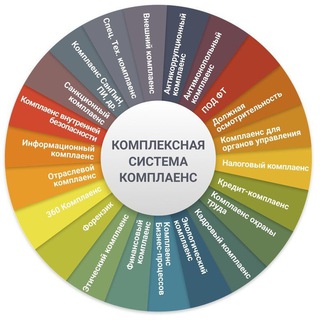 КОМПЛЕКСНАЯ
СИСТЕМА
КОМПЛАЕНС
Антикоррупционный
комплаенс
Антимонопольный
комплаенс
ПОД ФТ
Должная
осмотрительность
Комплаенс для
органов управления
Налоговый комплаенс
Кредит-комплаенс
Комплаенс охраны
труда
Кадровый комплаенс
Экологический
комплаенс
Комплаенс
бизнес-процессов
Финансовый
комплаенс
Этический комплаенс
Форензик
360 Комплаенс
Отраслевой
комплаенс
Информационный
комплаенс
Комплаенс внутренней
безопасности
Санкционный
комплаенс
Комплаенс СанПиН,
ПИ, др.
Спец. Тех. комплаенс
Внешний комплаенс